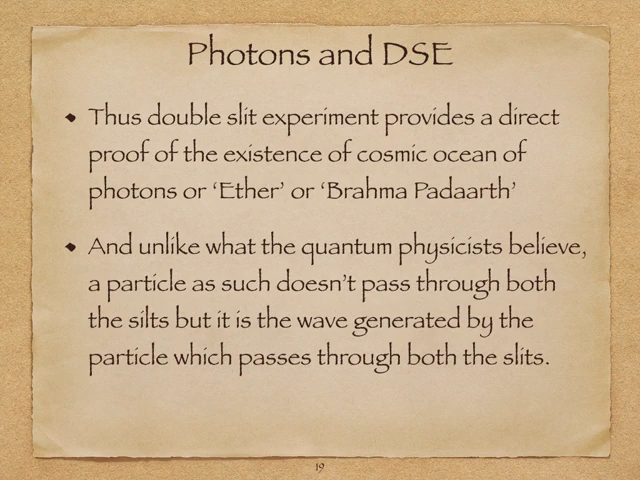 Photons and DSE
• Thus double slit experiment provides a direct
proof of the existence of cosmic ocean of
photons or ‘Ether’ or ‘Brahma Padaarth’
• And unlike what the quantum physicists believe,
a particle as such doesn’t pass through both
the silts but it is the wave generated by the
particle which passes through both the slits.
19